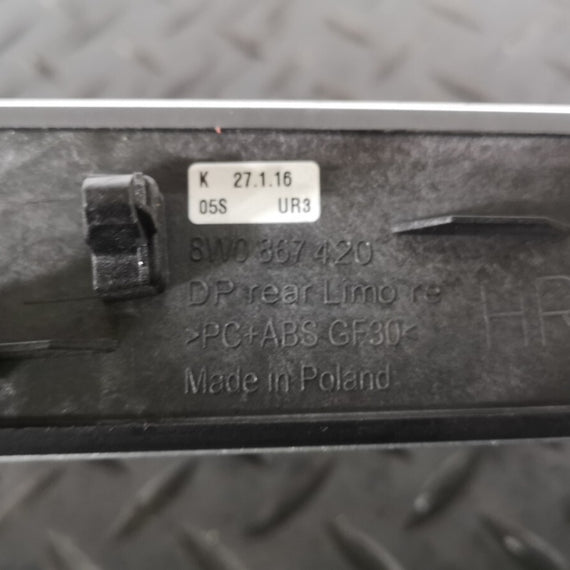 K 27.1.16
05S UR3
8W0 867 420
DP rear Limo re
>PC+ABS GF30<
HR
Made in Poland